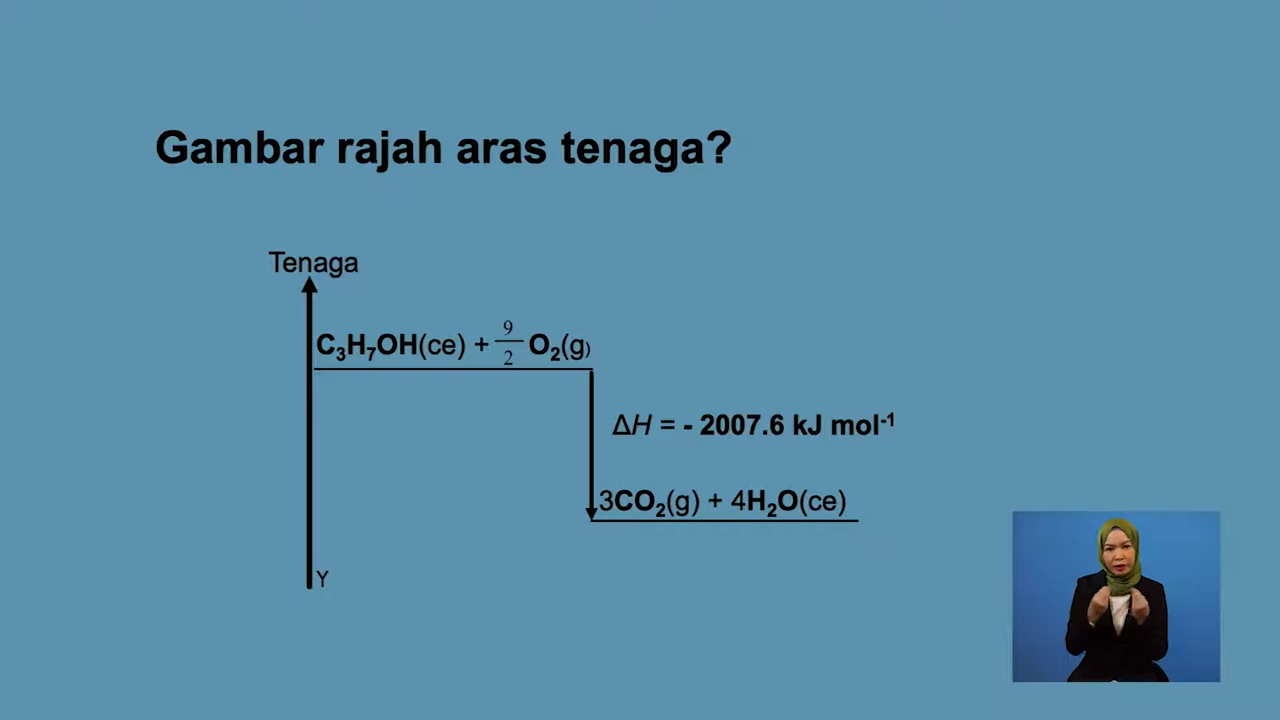 Gambar rajah aras tenaga?
Tenaga
C₃H₇OH(ce) + 9/2 O₂(g)
ΔH = - 2007.6 kJ mol⁻¹
3CO₂(g) + 4H₂O(ce)
Y